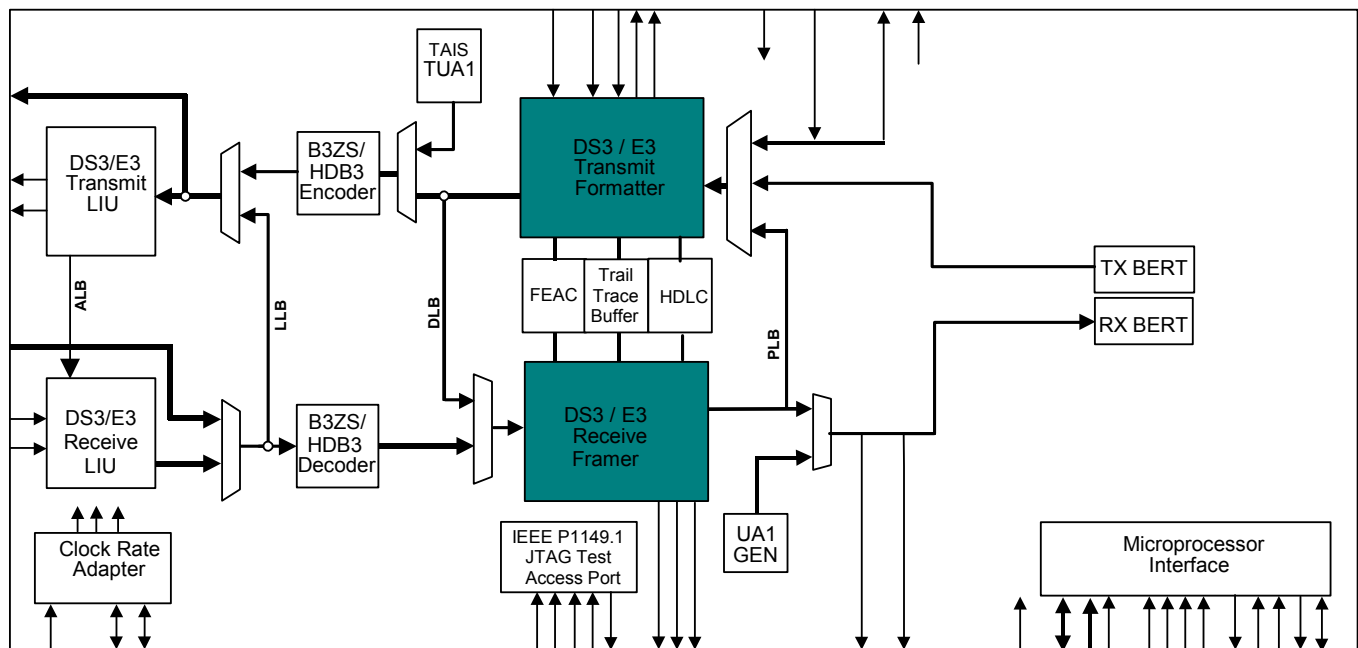 TAIS
TUA1
DS3/E3
Transmit
LIU
B3ZS/
HDB3
Encoder
DS3 / E3
Transmit
Formatter
FEAC
Trail
Trace
Buffer
HDLC
TX BERT
RX BERT
ALB
LLB
DLB
PLB
DS3/E3
Receive
LIU
B3ZS/
HDB3
Decoder
DS3 / E3
Receive
Framer
UA1
GEN
Clock Rate
Adapter
IEEE P1149.1
JTAG Test
Access Port
Microprocessor
Interface